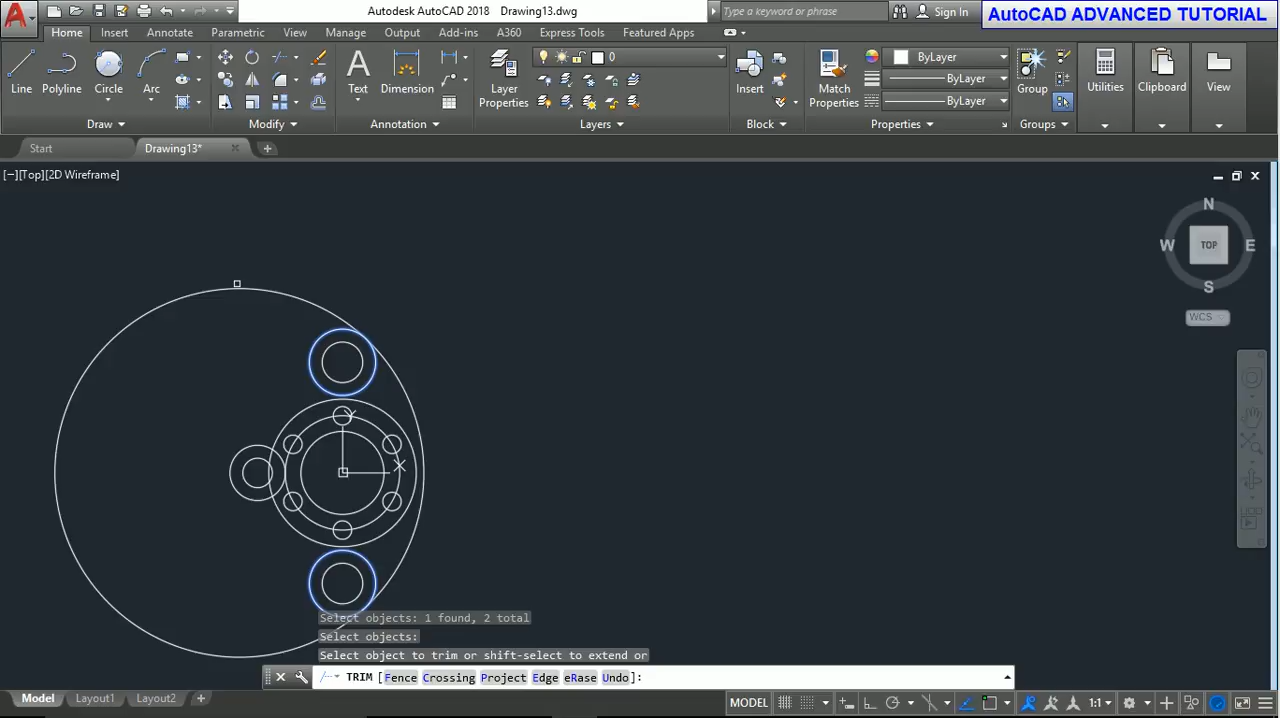 Autodesk AutoCAD 2018 Drawing13.dwg
Type a keyword or phrase
Sign In
AutoCAD ADVANCED TUTORIAL
Home Insert Annotate Parametric View Manage Output Add-ins A360 Express Tools Featured Apps
0
ByLayer
ByLayer
ByLayer
Line Polyline Circle Arc
Text Dimension
Layer Properties
Insert
Match Properties
Group
Utilities
Clipboard
View
Draw Modify Annotation Layers Block Properties Groups
Start Drawing13*
[−][Top][2D Wireframe]
N
W TOP E
S
WCS
Y
X
Select objects: 1 found, 2 total
Select objects:
Select object to trim or shift-select to extend or
TRIM [Fence Crossing Project Edge eRase Undo]:
Model Layout1 Layout2
MODEL 1:1